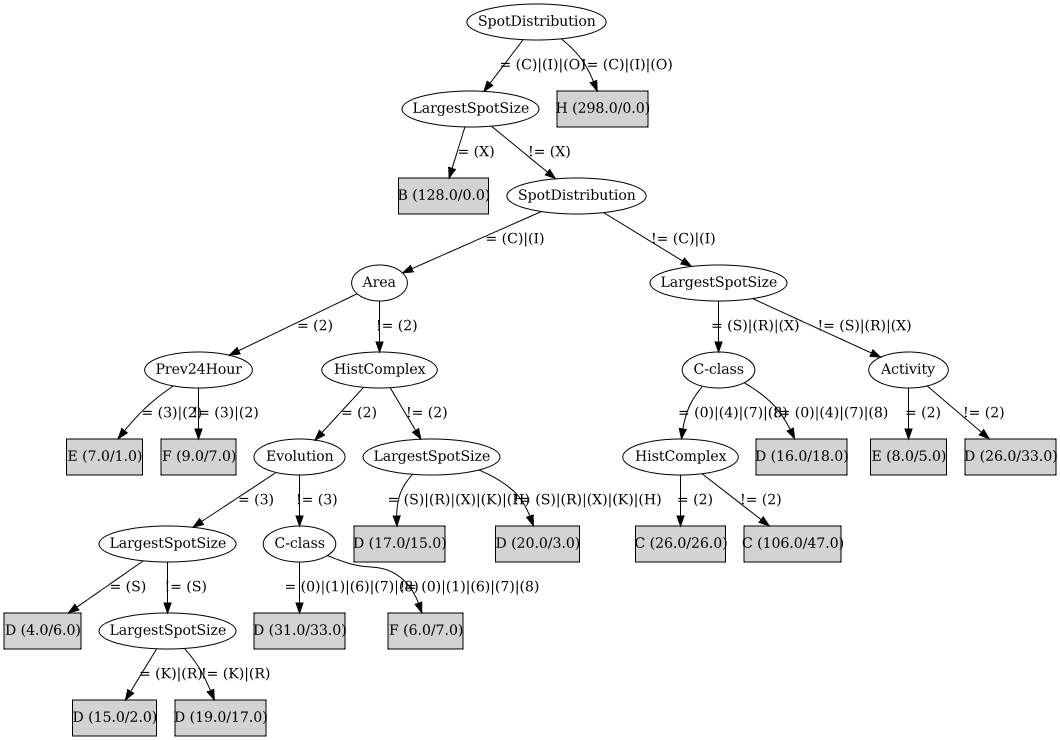 SpotDistribution
= (C)|(I)|(O)
!= (C)|(I)|(O)
LargestSpotSize
H (298.0/0.0)
= (X)
!= (X)
B (128.0/0.0)
SpotDistribution
= (C)|(I)
!= (C)|(I)
Area
LargestSpotSize
= (2)
!= (2)
= (S)|(R)|(X)
!= (S)|(R)|(X)
Prev24Hour
HistComplex
C-class
Activity
= (3)|(2)
!= (3)|(2)
= (2)
!= (2)
= (0)|(4)|(7)|(8)
!= (0)|(4)|(7)|(8)
= (2)
!= (2)
E (7.0/1.0)
F (9.0/7.0)
Evolution
LargestSpotSize
HistComplex
D (16.0/18.0)
E (8.0/5.0)
D (26.0/33.0)
= (3)
!= (3)
= (S)|(R)|(X)|(K)|(H)
!= (S)|(R)|(X)|(K)|(H)
= (2)
!= (2)
LargestSpotSize
C-class
D (17.0/15.0)
D (20.0/3.0)
C (26.0/26.0)
C (106.0/47.0)
= (S)
!= (S)
= (0)|(1)|(6)|(7)|(8)
!= (0)|(1)|(6)|(7)|(8)
D (4.0/6.0)
LargestSpotSize
D (31.0/33.0)
F (6.0/7.0)
= (K)|(R)
!= (K)|(R)
D (15.0/2.0)
D (19.0/17.0)